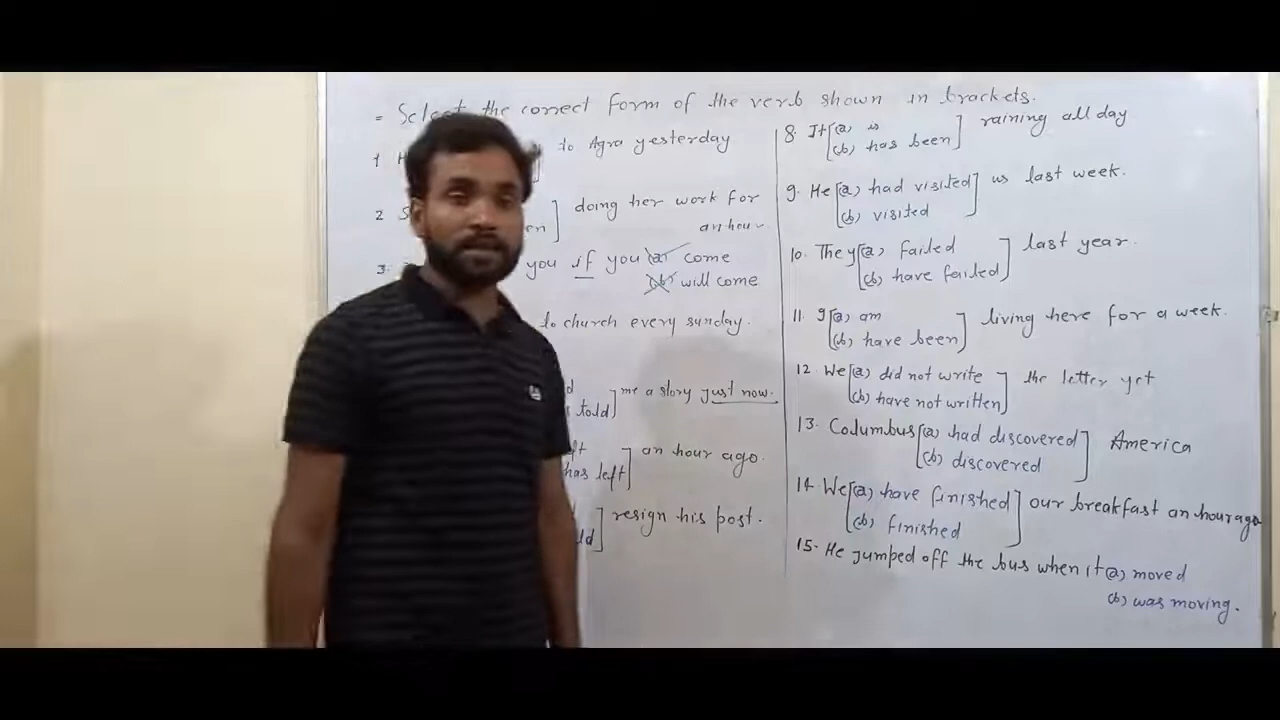 = Select the correct form of the verb shown in brackets.
1 H to Agra yesterday
2 S doing her work for
en] an hour
3. you if you (a) come
(b) will come
to church every sunday.
d me a story just now.
told]
ft an hour ago.
has left]
resign his post.
ld]
8. It [(a) is raining all day
(b) has been]
9. He [(a) had visited] us last week.
(b) visited
10. They [(a) failed last year.
(b) have failed]
11. I [(a) am living here for a week.
(b) have been]
12. We [(a) did not write the letter yet
(b) have not written]
13. Columbus [(a) had discovered] America
(b) discovered
14. We [(a) have finished] our breakfast an hour ago
(b) finished
15. He jumped off the bus when it (a) moved
(b) was moving.